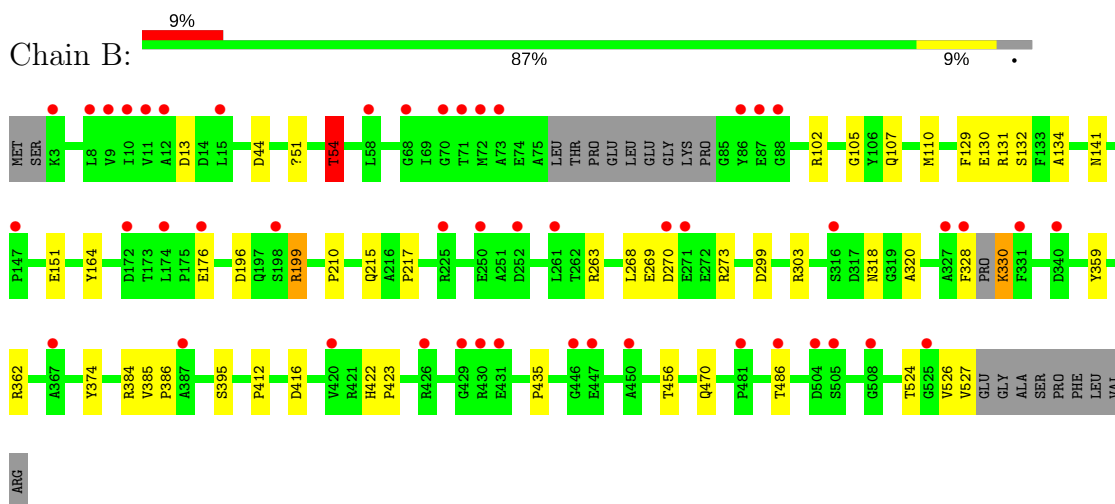 9%
Chain B: 87% 9% •
MET SER K3 L8 V9 I10 V11 A12 D13 D14 L15 D44 ?51 T54 L58 G68 I69 G70 T71 M72 A73 E74 A75 LEU THR PRO GLU LEU GLU GLY LYS PRO G85 Y86 E87 G88 R102 G105 Y106 Q107 M110 F129 E130 R131 S132 F133 A134 N141
P147 E151 Y164 D172 T173 L174 P175 E176 D196 Q197 S198 R199 P210 Q215 A216 P217 R225 E250 A251 D252 L261 T262 R263 L268 E269 D270 E271 E272 R273 D299 R303 S316 D317 N318 G319 A320 A327 F328 PRO K330 F331 D340 Y359
R362 A367 Y374 R384 V385 P386 A387 S395 P412 D416 V420 R421 H422 P423 R426 G429 R430 E431 P435 G446 E447 A450 T456 Q470 P481 T486 D504 S505 G508 T524 G525 V526 V527 GLU GLY ALA SER PRO PHE LEU VAL
ARG